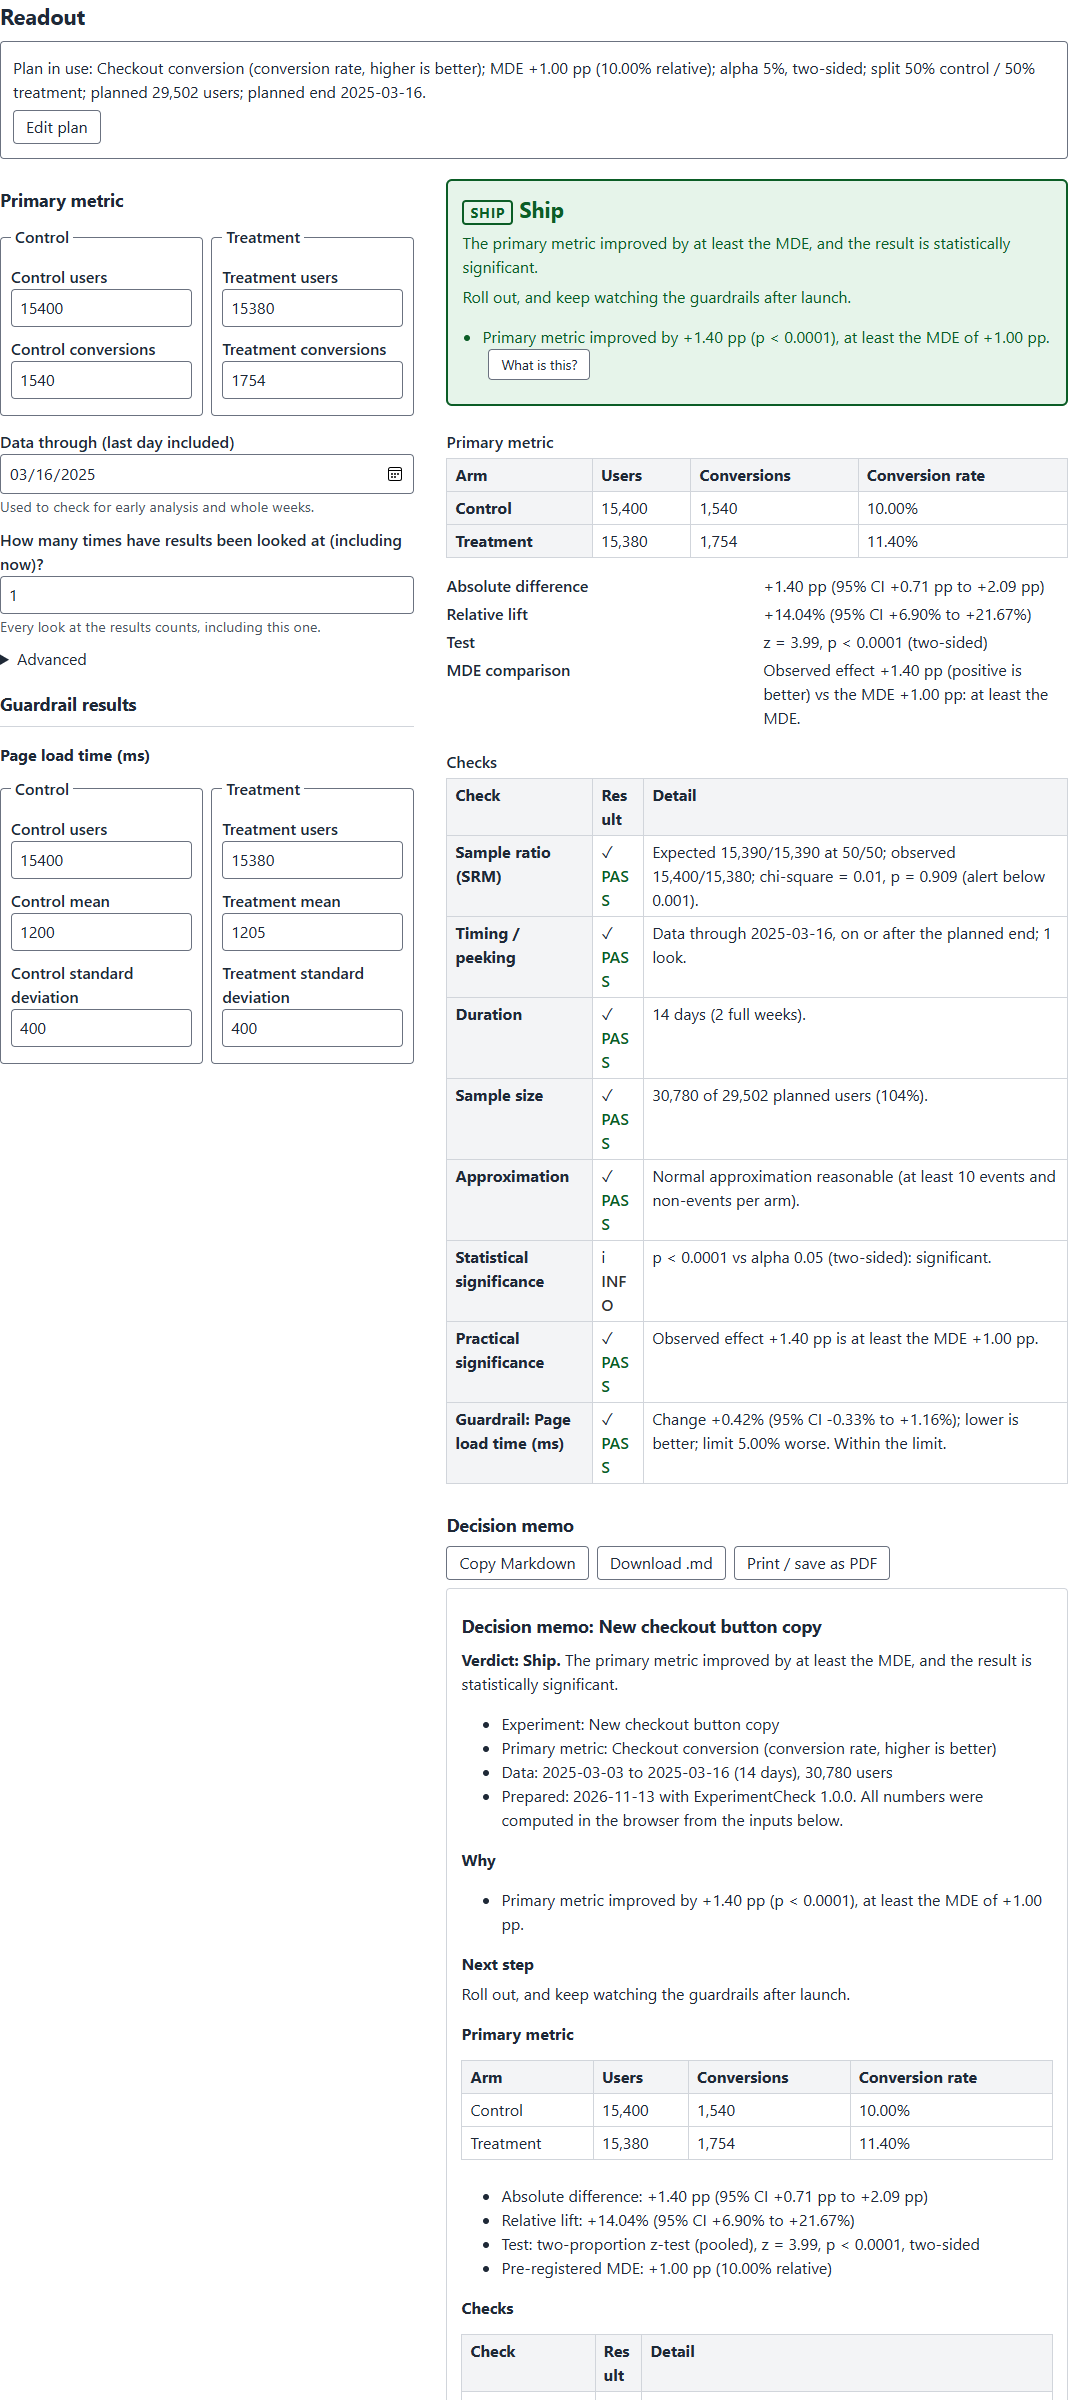 Readout
Plan in use: Checkout conversion (conversion rate, higher is better); MDE +1.00 pp (10.00% relative); alpha 5%, two-sided; split 50% control / 50%
treatment; planned 29,502 users; planned end 2025-03-16.
Edit plan
Primary metric
Control
Control users
15400
Control conversions
1540
Treatment
Treatment users
15380
Treatment conversions
1754
Data through (last day included)
03/16/2025
Used to check for early analysis and whole weeks.
How many times have results been looked at (including
now)?
1
Every look at the results counts, including this one.
Advanced
Guardrail results
Page load time (ms)
Control
Control users
15400
Control mean
1200
Control standard
deviation
400
Treatment
Treatment users
15380
Treatment mean
1205
Treatment standard
deviation
400
SHIP Ship
The primary metric improved by at least the MDE, and the result is statistically
significant.
Roll out, and keep watching the guardrails after launch.
• Primary metric improved by +1.40 pp (p < 0.0001), at least the MDE of +1.00 pp.
What is this?
Primary metric
Arm Users Conversions Conversion rate
Control 15,400 1,540 10.00%
Treatment 15,380 1,754 11.40%
Absolute difference +1.40 pp (95% CI +0.71 pp to +2.09 pp)
Relative lift +14.04% (95% CI +6.90% to +21.67%)
Test z = 3.99, p < 0.0001 (two-sided)
MDE comparison Observed effect +1.40 pp (positive is
better) vs the MDE +1.00 pp: at least the
MDE.
Checks
Check Res Detail
ult
Sample ratio ✓ Expected 15,390/15,390 at 50/50; observed
(SRM) PAS 15,400/15,380; chi-square = 0.01, p = 0.909 (alert below
S 0.001).
Timing / ✓ Data through 2025-03-16, on or after the planned end; 1
peeking PAS look.
S
Duration ✓ 14 days (2 full weeks).
PAS
S
Sample size ✓ 30,780 of 29,502 planned users (104%).
PAS
S
Approximation ✓ Normal approximation reasonable (at least 10 events and
PAS non-events per arm).
S
Statistical i p < 0.0001 vs alpha 0.05 (two-sided): significant.
significance INF
O
Practical ✓ Observed effect +1.40 pp is at least the MDE +1.00 pp.
significance PAS
S
Guardrail: Page ✓ Change +0.42% (95% CI -0.33% to +1.16%); lower is
load time (ms) PAS better; limit 5.00% worse. Within the limit.
S
Decision memo
Copy Markdown Download .md Print / save as PDF
Decision memo: New checkout button copy
Verdict: Ship. The primary metric improved by at least the MDE, and the result is
statistically significant.
• Experiment: New checkout button copy
• Primary metric: Checkout conversion (conversion rate, higher is better)
• Data: 2025-03-03 to 2025-03-16 (14 days), 30,780 users
• Prepared: 2026-11-13 with ExperimentCheck 1.0.0. All numbers were
computed in the browser from the inputs below.
Why
• Primary metric improved by +1.40 pp (p < 0.0001), at least the MDE of +1.00
pp.
Next step
Roll out, and keep watching the guardrails after launch.
Primary metric
Arm Users Conversions Conversion rate
Control 15,400 1,540 10.00%
Treatment 15,380 1,754 11.40%
• Absolute difference: +1.40 pp (95% CI +0.71 pp to +2.09 pp)
• Relative lift: +14.04% (95% CI +6.90% to +21.67%)
• Test: two-proportion z-test (pooled), z = 3.99, p < 0.0001, two-sided
• Pre-registered MDE: +1.00 pp (10.00% relative)
Checks
Check Res Detail
ult